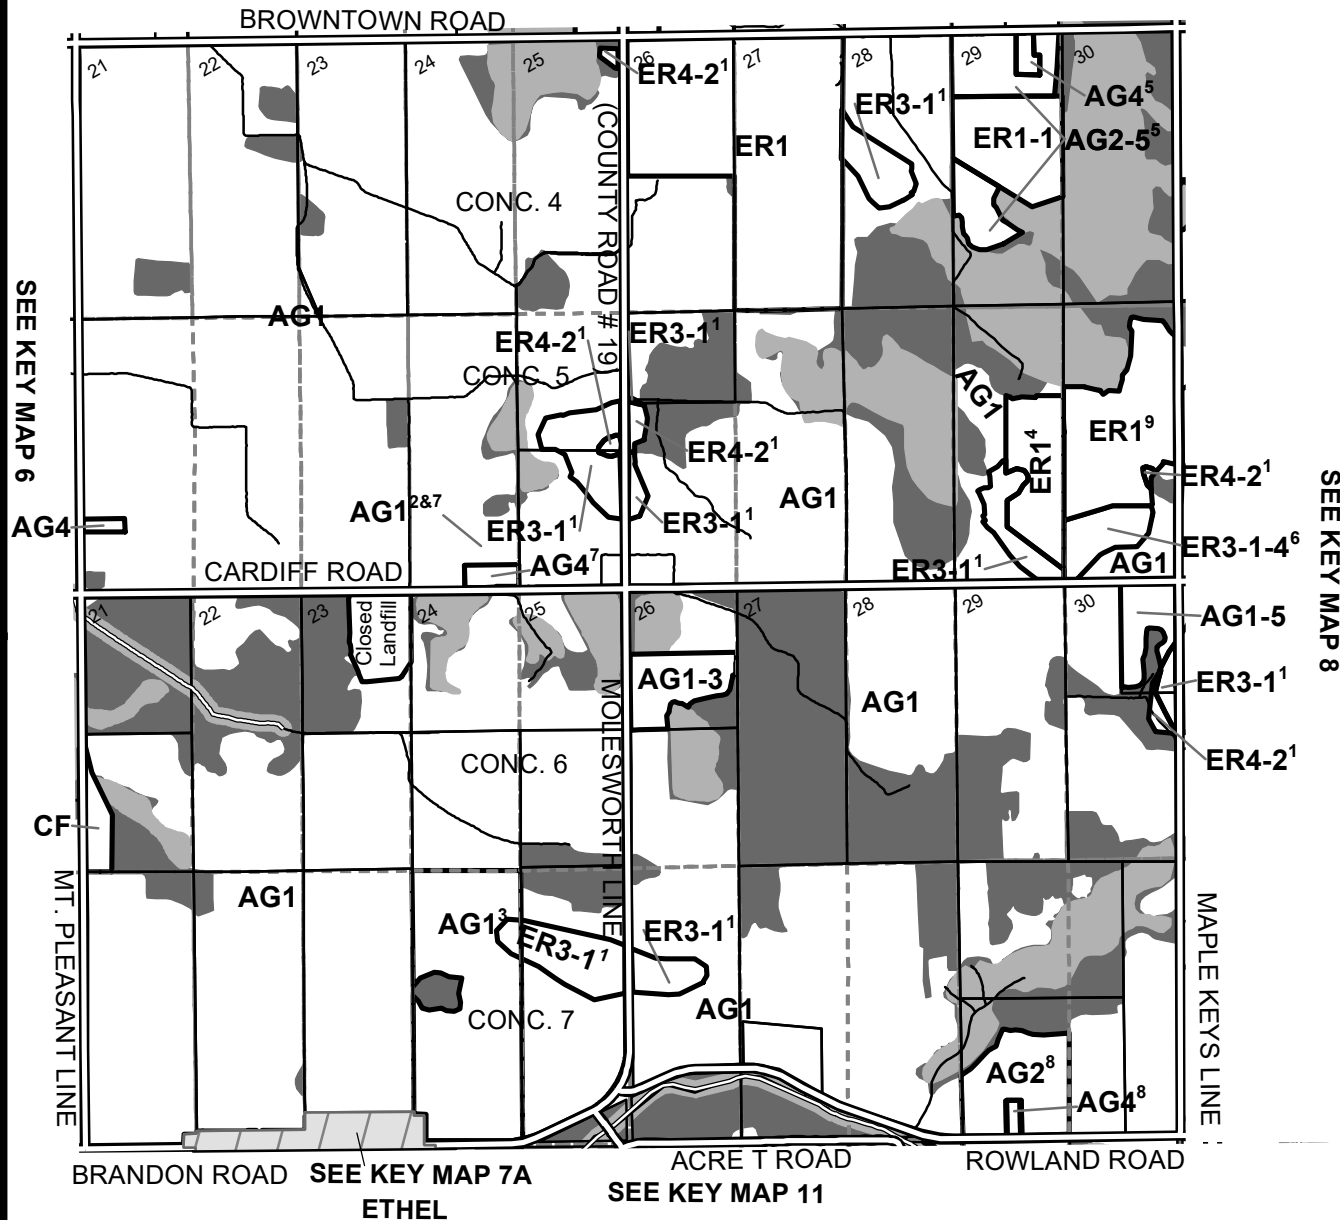 BROWNTOWN ROAD
21
22
23
24
25
26
27
28
29
30
ER4-2¹
ER3-1¹
AG4⁵
ER1
ER1-1
AG2-5⁵
CONC. 4
(COUNTY ROAD # 19)
AG1
ER4-2¹
ER3-1¹
CONC. 5
AG1
ER1⁴
ER1⁹
SEE KEY MAP 6
SEE KEY MAP 8
ER4-2¹
ER4-2¹
AG1²&⁷
AG1
AG4
ER3-1¹
ER3-1¹
ER3-1-4⁶
AG4⁷
ER3-1¹
AG1
CARDIFF ROAD
21
22
23
Closed
Landfill
24
25
26
27
28
29
30
AG1-5
AG1-3
ER3-1¹
AG1
MOLESWORTH LINE
CONC. 6
ER4-2¹
CF
MT. PLEASANT LINE
AG1
AG1³
ER3-1¹
ER3-1¹
MAPLE KEYS LINE
AG1
CONC. 7
AG2⁸
AG4⁸
BRANDON ROAD
SEE KEY MAP 7A
ETHEL
ACRE T ROAD
SEE KEY MAP 11
ROWLAND ROAD